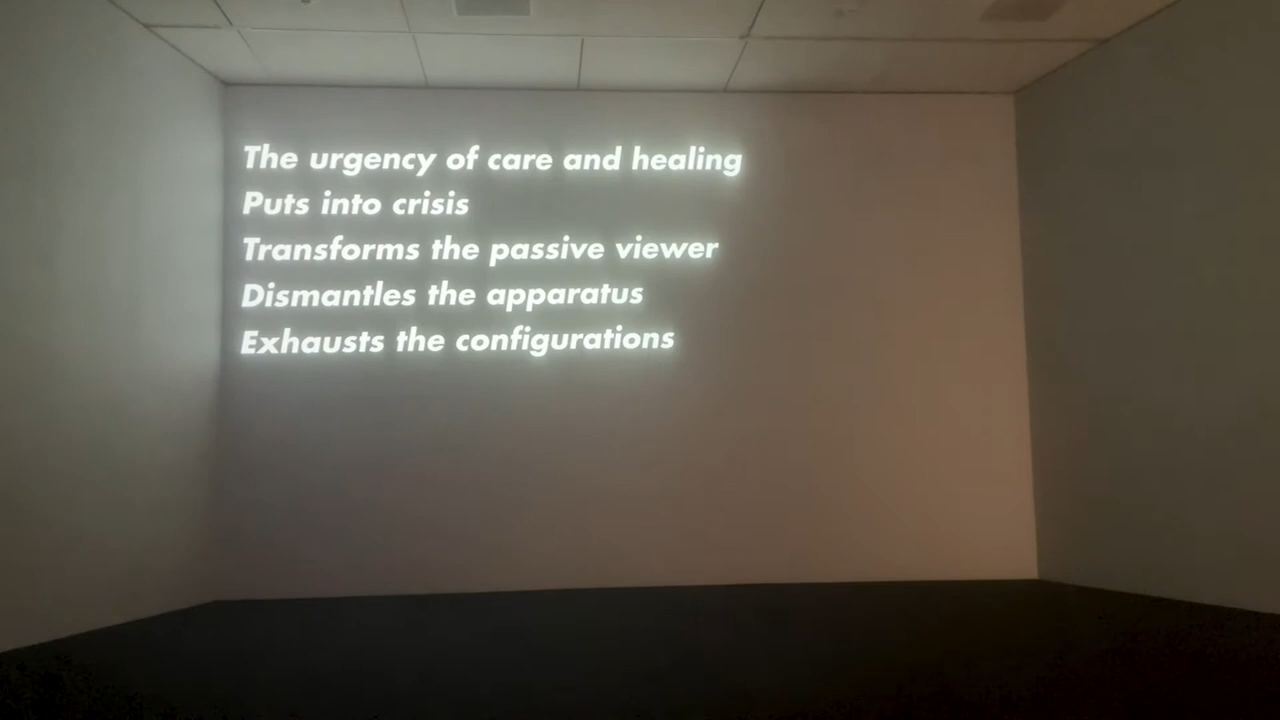 The urgency of care and healing
Puts into crisis
Transforms the passive viewer
Dismantles the apparatus
Exhausts the configurations